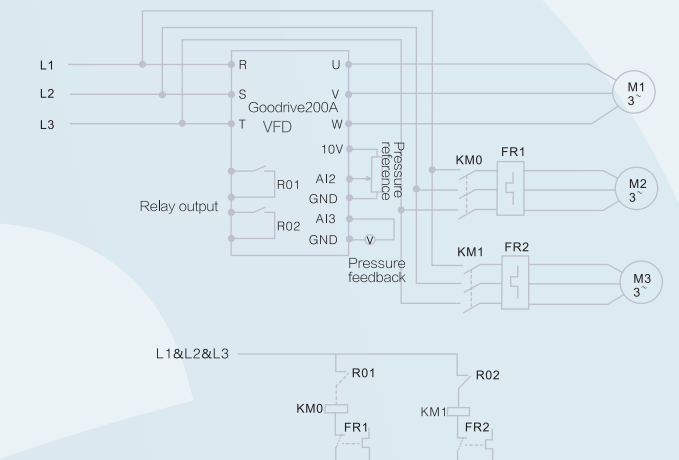 L1
R
U
M1
3~
L2
S
V
Goodrive200A
L3
T
VFD
W
10V
Pressure
reference
KM0
FR1
R01
AI2
M2
3~
Relay output
GND
R02
AI3
GND
V
Pressure
feedback
KM1
FR2
M3
3~
L1&L2&L3
R01
R02
KM0
KM1
FR1
FR2